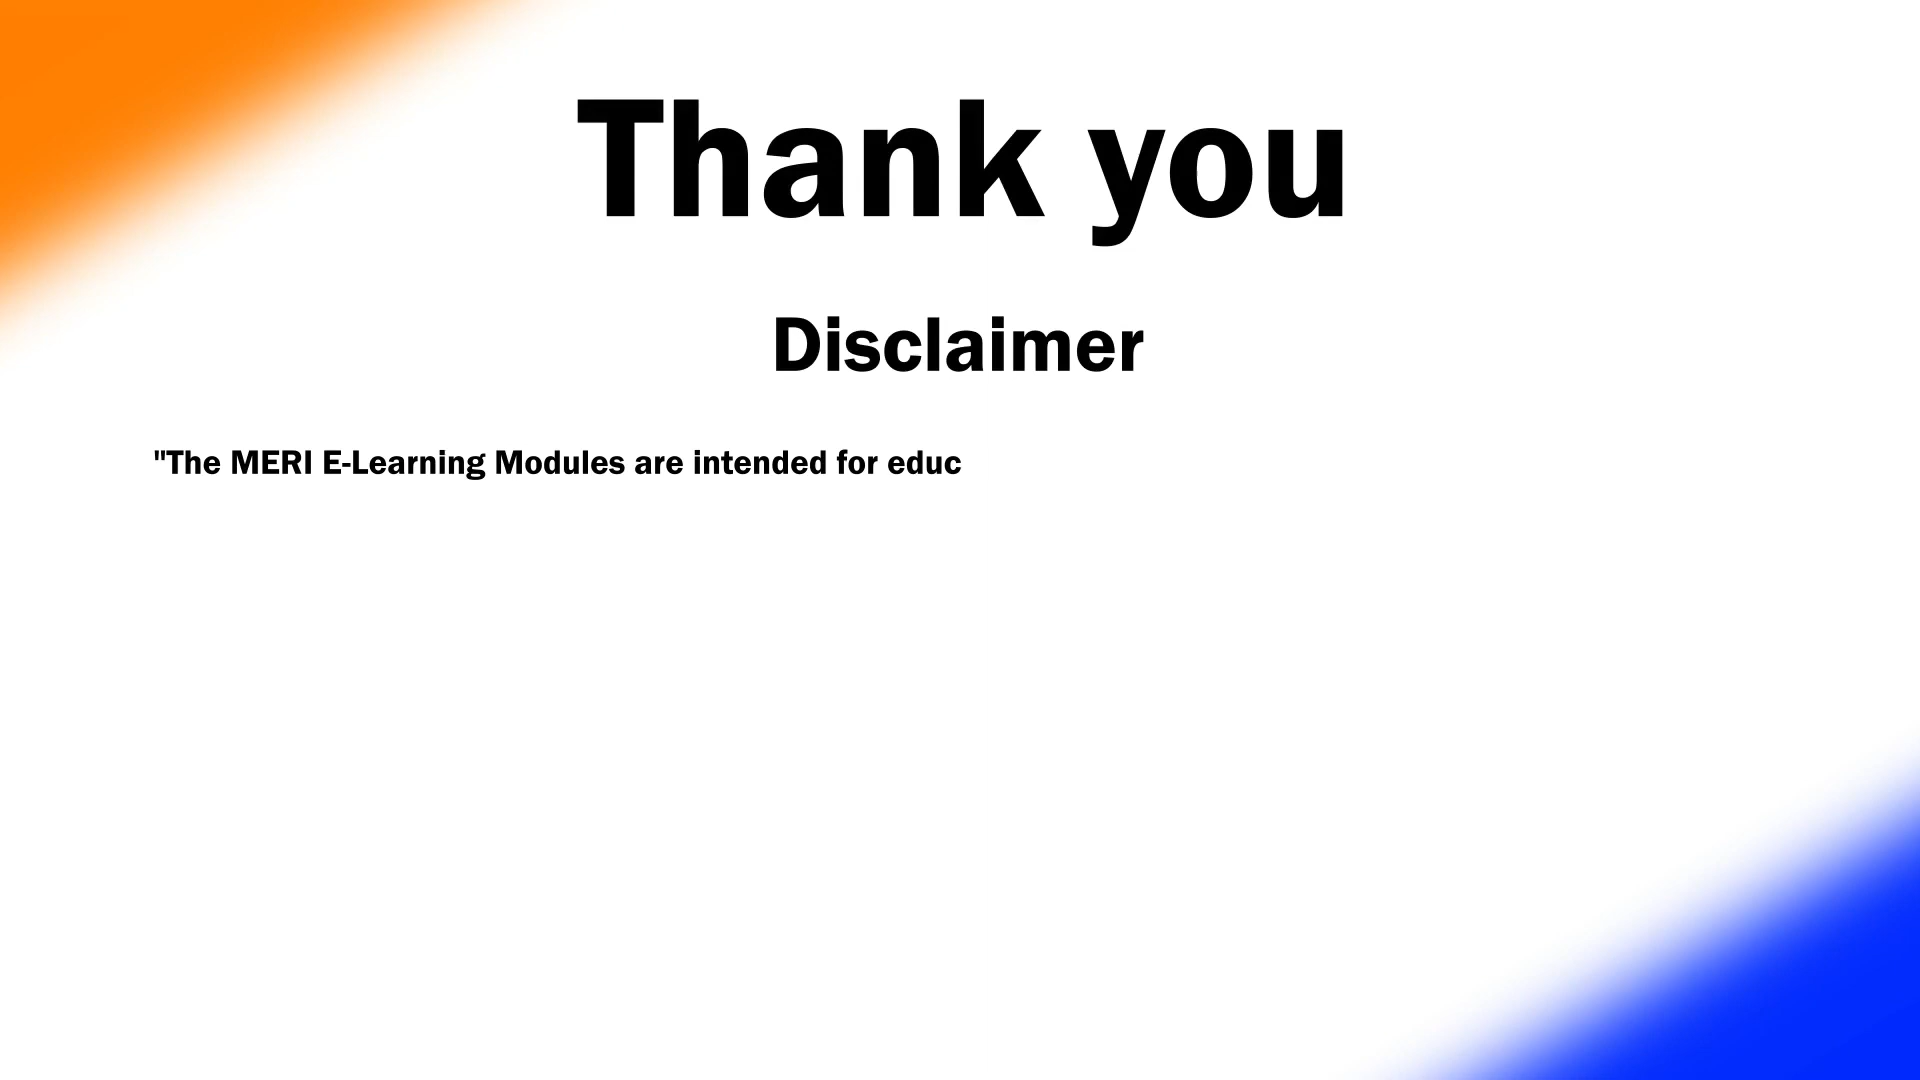 Thank you
Disclaimer
"The MERI E-Learning Modules are intended for educ